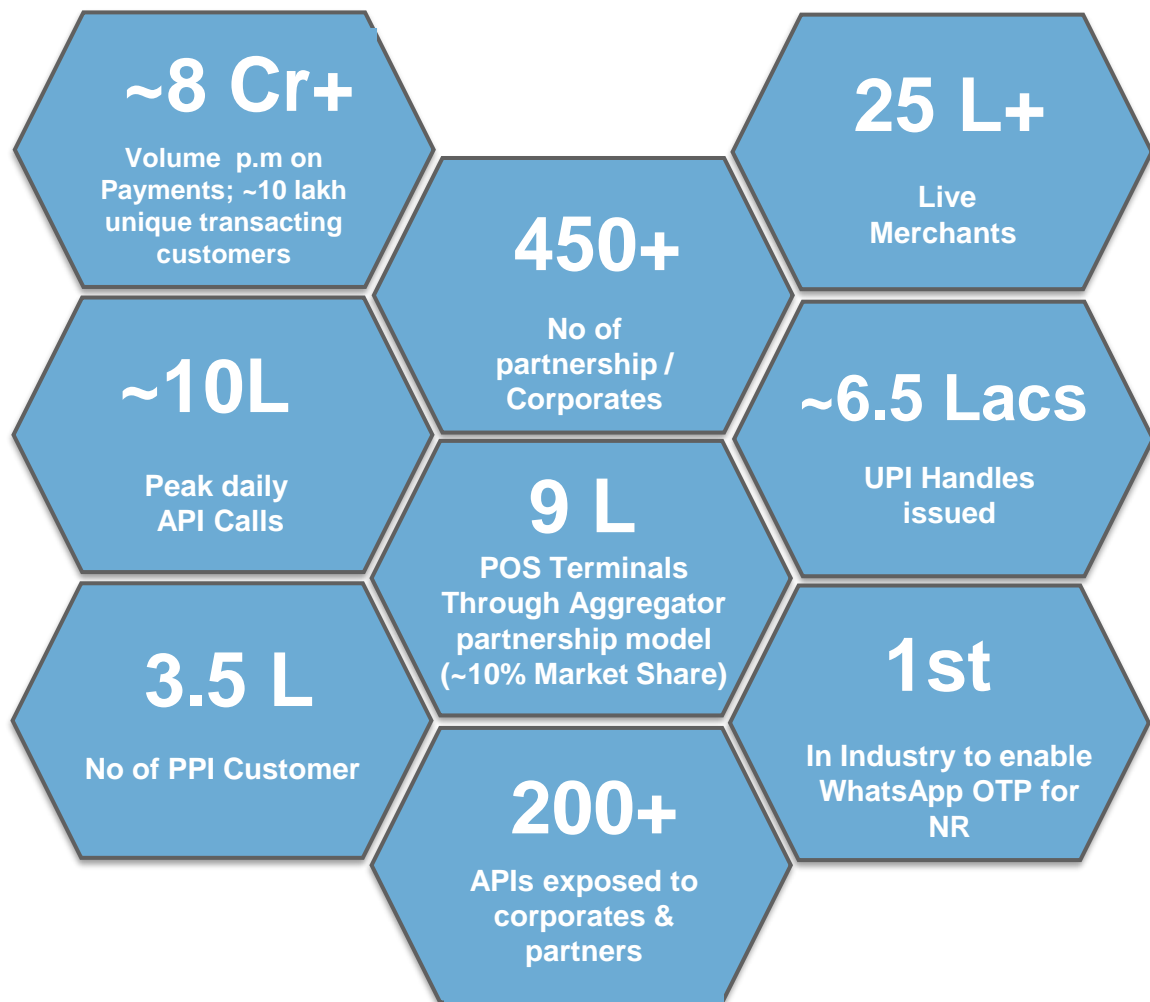 ~8 Cr+
Volume p.m on
Payments; ~10 lakh
unique transacting
customers
25 L+
Live
Merchants
450+
No of
partnership /
Corporates
~10L
Peak daily
API Calls
~6.5 Lacs
UPI Handles
issued
9 L
POS Terminals
Through Aggregator
partnership model
(~10% Market Share)
3.5 L
No of PPI Customer
1st
In Industry to enable
WhatsApp OTP for
NR
200+
APIs exposed to
corporates &
partners